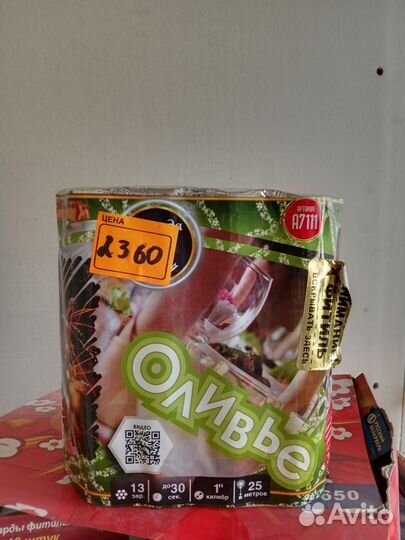 ЦЕНА
2360
АРТИКУЛ
А7111
ВНИМАНИЕ
ФИТИЛЬ
ВСКРЫВАТЬ ЗДЕСЬ
ОЛИВЬЕ
ВИДЕО
13 зар.
ДО 30 сек.
1" калибр
25 метров
650
Avito